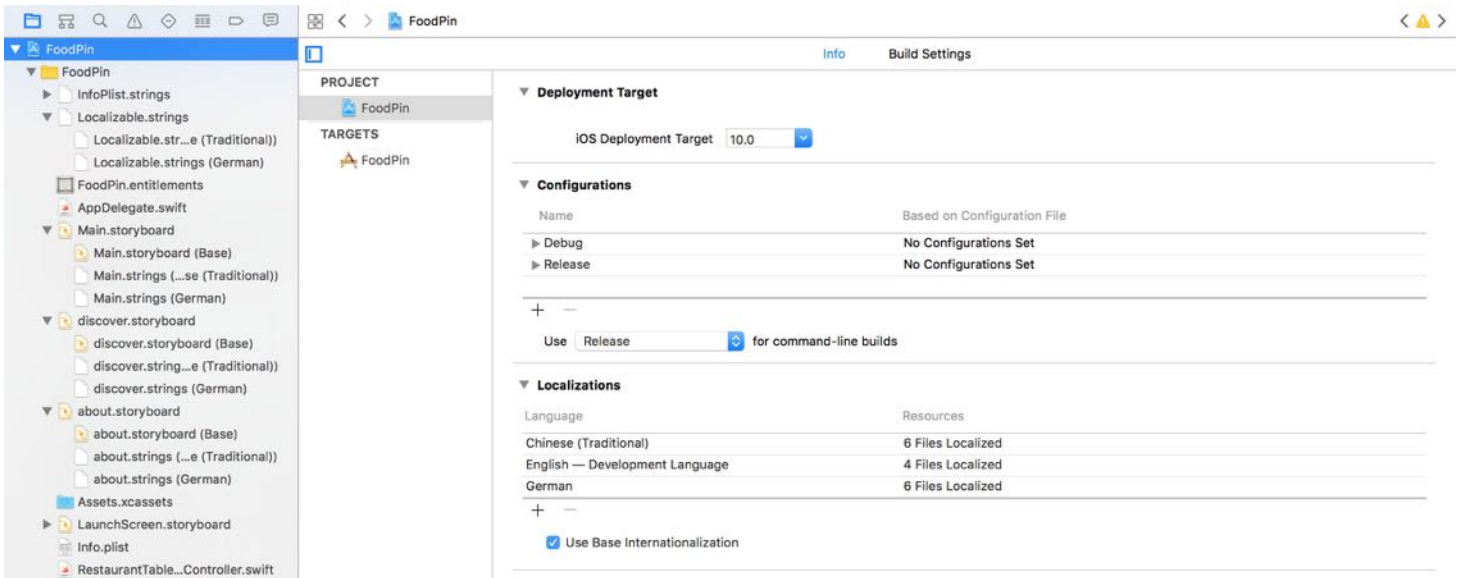 FoodPin
FoodPin
FoodPin
InfoPlist.strings
Localizable.strings
Localizable.str...e (Traditional))
Localizable.strings (German)
FoodPin.entitlements
AppDelegate.swift
Main.storyboard
Main.storyboard (Base)
Main.strings (...se (Traditional))
Main.strings (German)
discover.storyboard
discover.storyboard (Base)
discover.string...e (Traditional))
discover.strings (German)
about.storyboard
about.storyboard (Base)
about.strings (...e (Traditional))
about.strings (German)
Assets.xcassets
LaunchScreen.storyboard
Info.plist
RestaurantTable...Controller.swift
Info Build Settings
PROJECT
FoodPin
TARGETS
FoodPin
Deployment Target
iOS Deployment Target 10.0
Configurations
Name Based on Configuration File
Debug No Configurations Set
Release No Configurations Set
Use Release for command-line builds
Localizations
Language Resources
Chinese (Traditional) 6 Files Localized
English — Development Language 4 Files Localized
German 6 Files Localized
Use Base Internationalization